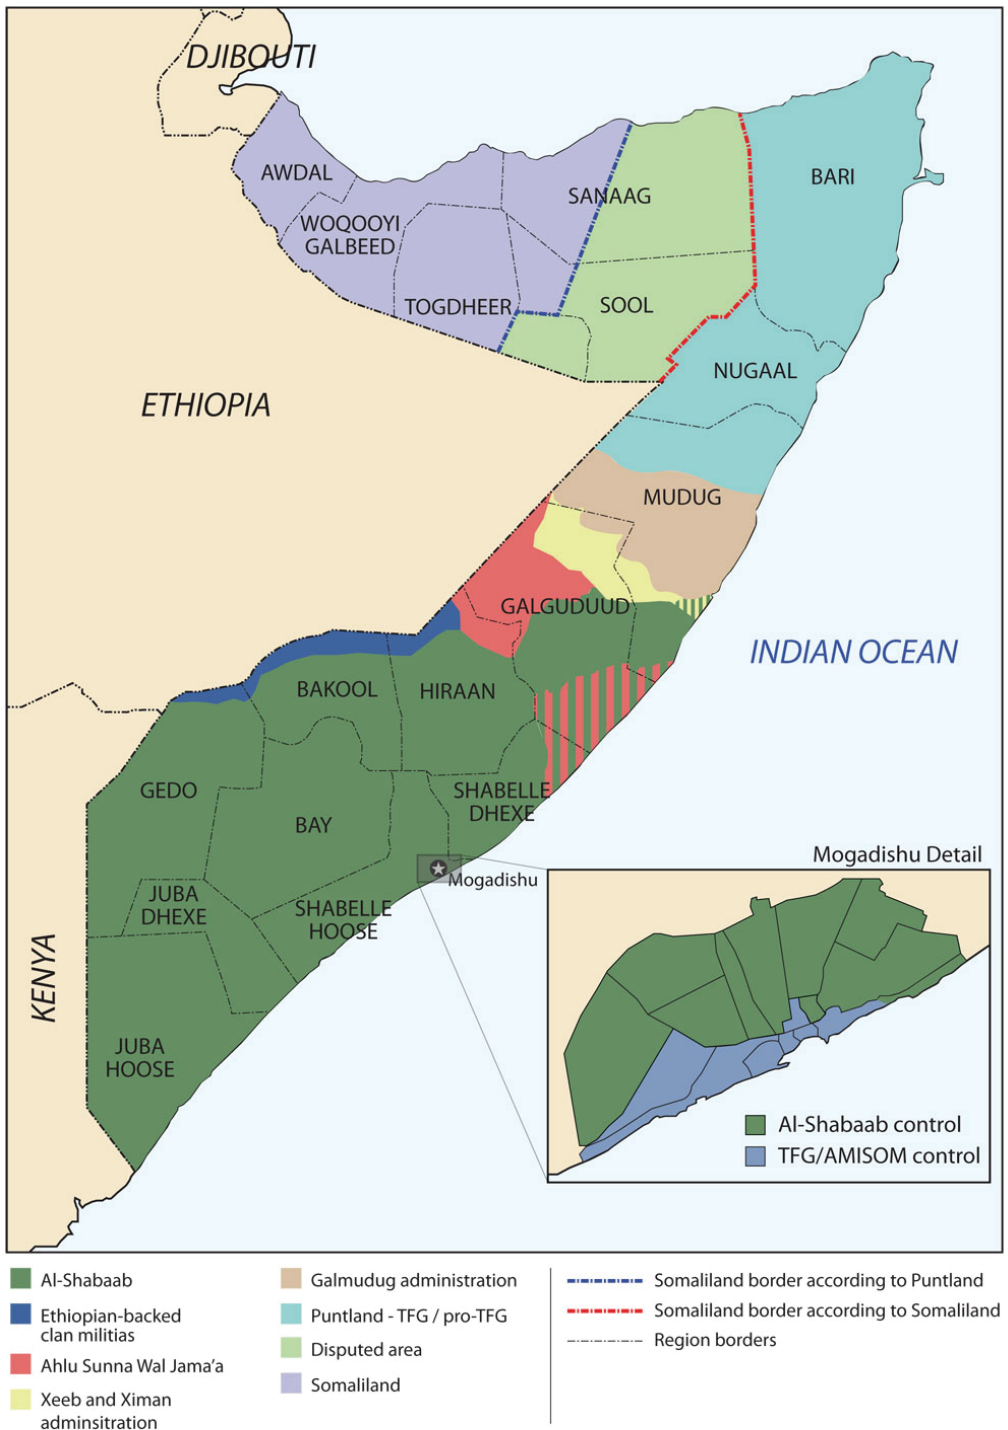 DJIBOUTI
AWDAL
WOQOOYI
GALBEED
TOGDHEER
SANAAG
SOOL
BARI
NUGAAL
ETHIOPIA
MUDUG
GALGUDUUD
INDIAN OCEAN
BAKOOL
HIRAAN
GEDO
BAY
SHABELLE
DHEXE
Mogadishu
JUBA
DHEXE
SHABELLE
HOOSE
KENYA
JUBA
HOOSE
Mogadishu Detail
Al-Shabaab control
TFG/AMISOM control
Al-Shabaab
Ethiopian-backed
clan militias
Ahlu Sunna Wal Jama’a
Xeeb and Ximan
adminsitration
Galmudug administration
Puntland - TFG / pro-TFG
Disputed area
Somaliland
Somaliland border according to Puntland
Somaliland border according to Somaliland
Region borders